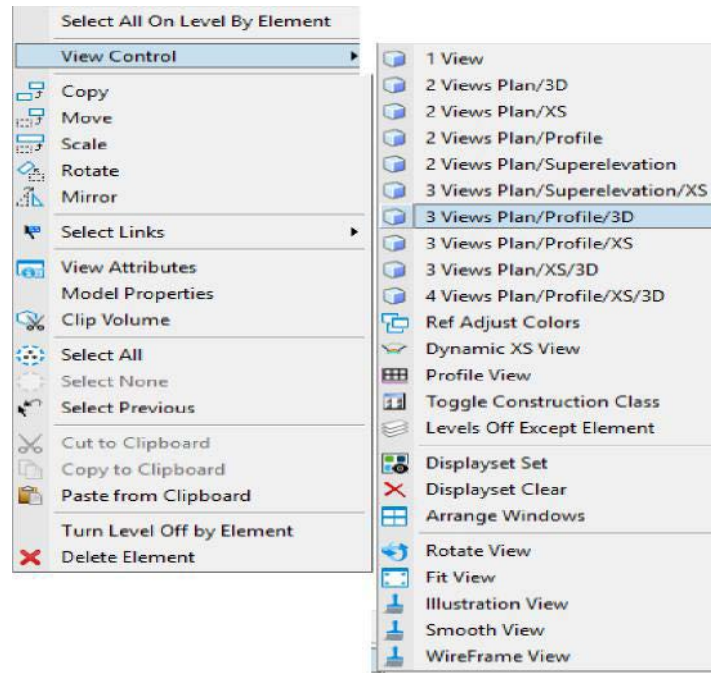 Select All On Level By Element
View Control
Copy
Move
Scale
Rotate
Mirror
Select Links
View Attributes
Model Properties
Clip Volume
Select All
Select None
Select Previous
Cut to Clipboard
Copy to Clipboard
Paste from Clipboard
Turn Level Off by Element
Delete Element
1 View
2 Views Plan/3D
2 Views Plan/XS
2 Views Plan/Profile
2 Views Plan/Superelevation
3 Views Plan/Superelevation/XS
3 Views Plan/Profile/3D
3 Views Plan/Profile/XS
3 Views Plan/XS/3D
4 Views Plan/Profile/XS/3D
Ref Adjust Colors
Dynamic XS View
Profile View
Toggle Construction Class
Levels Off Except Element
Displayset Set
Displayset Clear
Arrange Windows
Rotate View
Fit View
Illustration View
Smooth View
WireFrame View